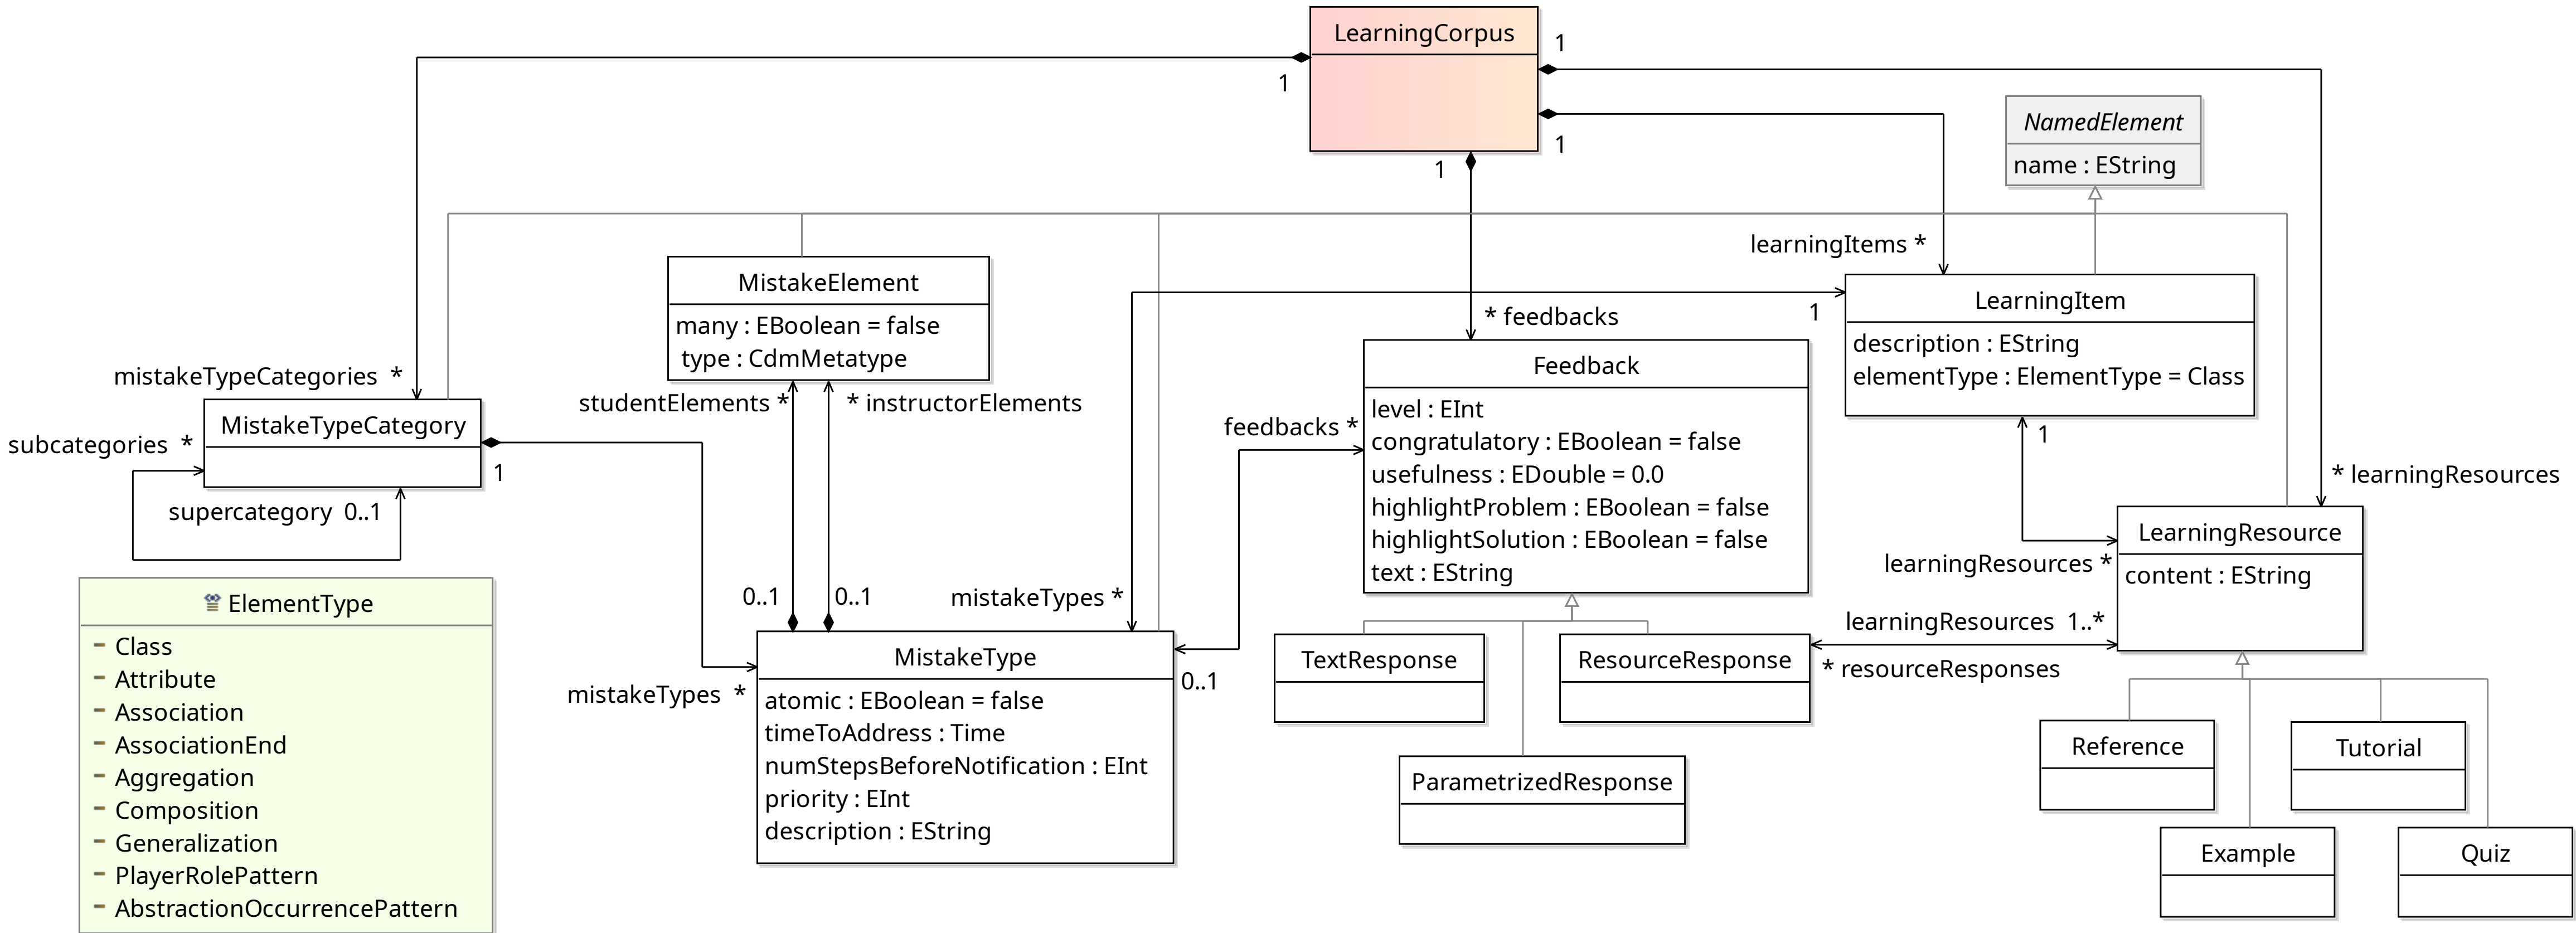 LearningCorpus
1
1
1
1
NamedElement
name : EString
learningItems *
MistakeElement
many : EBoolean = false
type : CdmMetatype
LearningItem
description : EString
elementType : ElementType = Class
1
* feedbacks
Feedback
level : EInt
congratulatory : EBoolean = false
usefulness : EDouble = 0.0
highlightProblem : EBoolean = false
highlightSolution : EBoolean = false
text : EString
mistakeTypeCategories *
studentElements *
* instructorElements
MistakeTypeCategory
subcategories *
1
supercategory 0..1
feedbacks *
1
* learningResources
LearningResource
content : EString
learningResources *
ElementType
Class
Attribute
Association
AssociationEnd
Aggregation
Composition
Generalization
PlayerRolePattern
AbstractionOccurrencePattern
0..1
0..1
mistakeTypes *
MistakeType
atomic : EBoolean = false
timeToAddress : Time
numStepsBeforeNotification : EInt
priority : EInt
description : EString
mistakeTypes *
0..1
TextResponse
ResourceResponse
learningResources 1..*
* resourceResponses
ParametrizedResponse
Reference
Tutorial
Example
Quiz